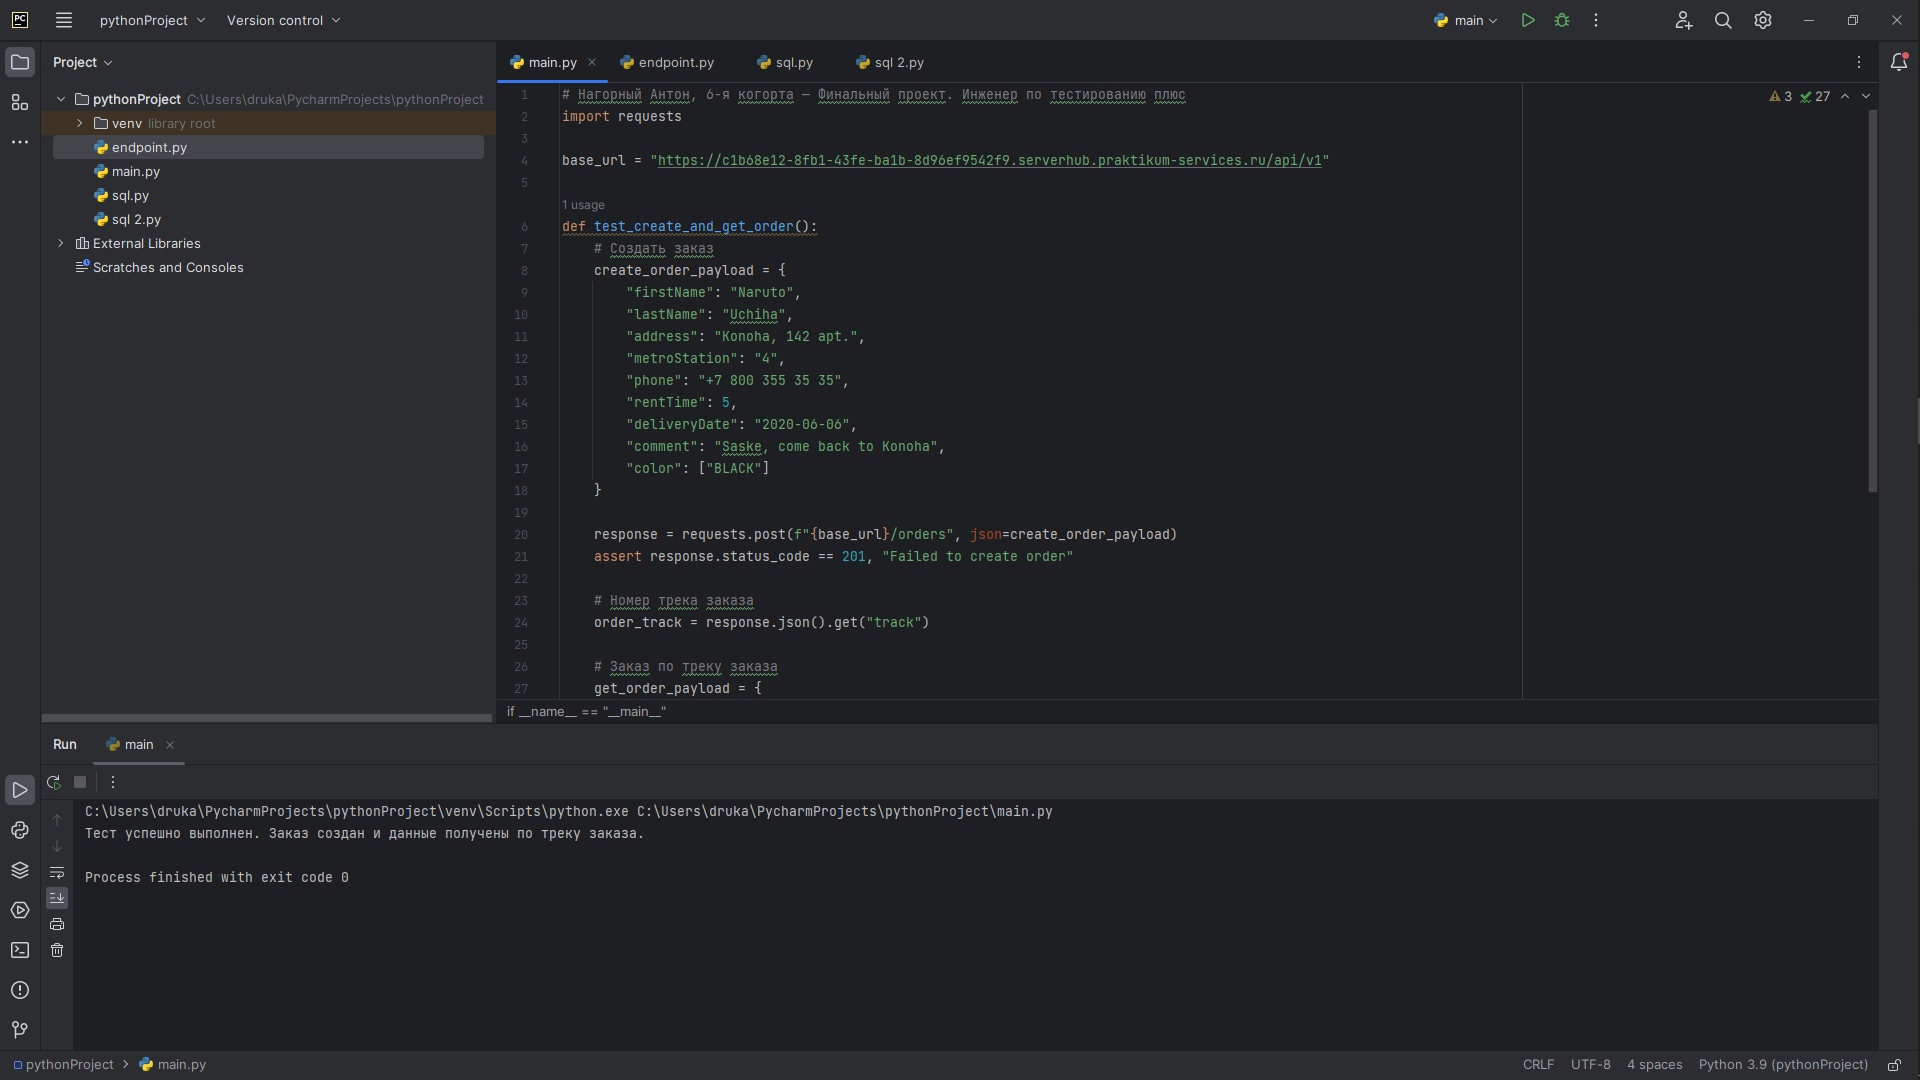 PC pythonProject Version control main
Project
main.py endpoint.py sql.py sql 2.py
pythonProject C:\Users\druka\PycharmProjects\pythonProject
venv library root
endpoint.py
main.py
sql.py
sql 2.py
External Libraries
Scratches and Consoles
3 27
1 # Нагорный Антон, 6-я когорта — Финальный проект. Инженер по тестированию плюс
2 import requests
3
4 base_url = "https://c1b68e12-8fb1-43fe-ba1b-8d96ef9542f9.serverhub.praktikum-services.ru/api/v1"
5
1 usage
6 def test_create_and_get_order():
7 # Создать заказ
8 create_order_payload = {
9 "firstName": "Naruto",
10 "lastName": "Uchiha",
11 "address": "Konoha, 142 apt.",
12 "metroStation": "4",
13 "phone": "+7 800 355 35 35",
14 "rentTime": 5,
15 "deliveryDate": "2020-06-06",
16 "comment": "Saske, come back to Konoha",
17 "color": ["BLACK"]
18 }
19
20 response = requests.post(f"{base_url}/orders", json=create_order_payload)
21 assert response.status_code == 201, "Failed to create order"
22
23 # Номер трека заказа
24 order_track = response.json().get("track")
25
26 # Заказ по треку заказа
27 get_order_payload = {
if __name__ == "__main__"
Run main
C:\Users\druka\PycharmProjects\pythonProject\venv\Scripts\python.exe C:\Users\druka\PycharmProjects\pythonProject\main.py
Тест успешно выполнен. Заказ создан и данные получены по треку заказа.
Process finished with exit code 0
pythonProject main.py CRLF UTF-8 4 spaces Python 3.9 (pythonProject)